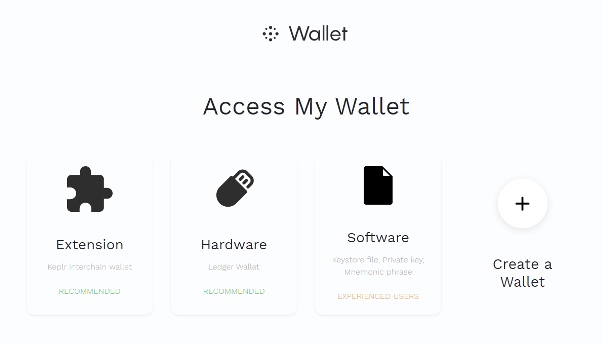 Wallet
Access My Wallet
Extension
Keplr Interchain wallet
RECOMMENDED
Hardware
Ledger Wallet
RECOMMENDED
Software
Keystore file, Private key,
Mnemonic phrase
EXPERIENCED USERS
Create a
Wallet